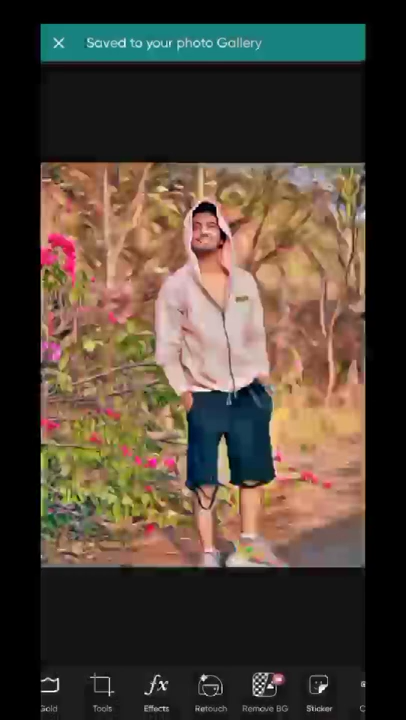 Saved to your photo Gallery
Gold
Tools
Effects
Retouch
Remove BG
Sticker